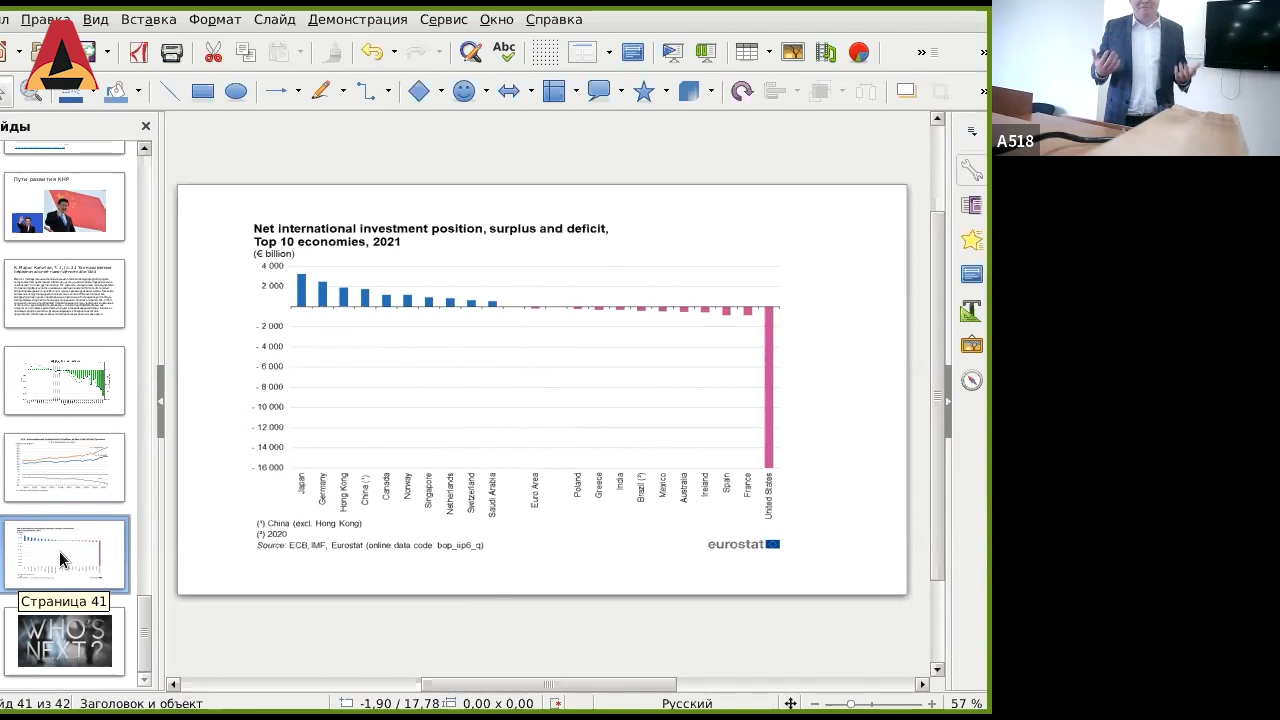 Правка Вид Вставка Формат Слайд Демонстрация Сервис Окно Справка
Abc
A518
йды
Пути развития КНР
WHO'S
NEXT?
Страница 41
Net international investment position, surplus and deficit,
Top 10 economies, 2021
(€ billion)
4 000
2 000
- 2 000
- 4 000
- 6 000
- 8 000
- 10 000
- 12 000
- 14 000
- 16 000
Japan
Germany
Hong Kong
China (¹)
Canada
Norway
Singapore
Netherlands
Switzerland
Saudi Arabia
Euro Area
Poland
Greece
India
Brazil (²)
Mexico
Australia
Ireland
Spain
France
United States
(¹) China (excl. Hong Kong)
(²) 2020
Source: ECB, IMF, Eurostat (online data code: bop_iip6_q)
eurostat
йд 41 из 42 Заголовок и объект -1,90 / 17,78 0,00 x 0,00 Русский 57 %